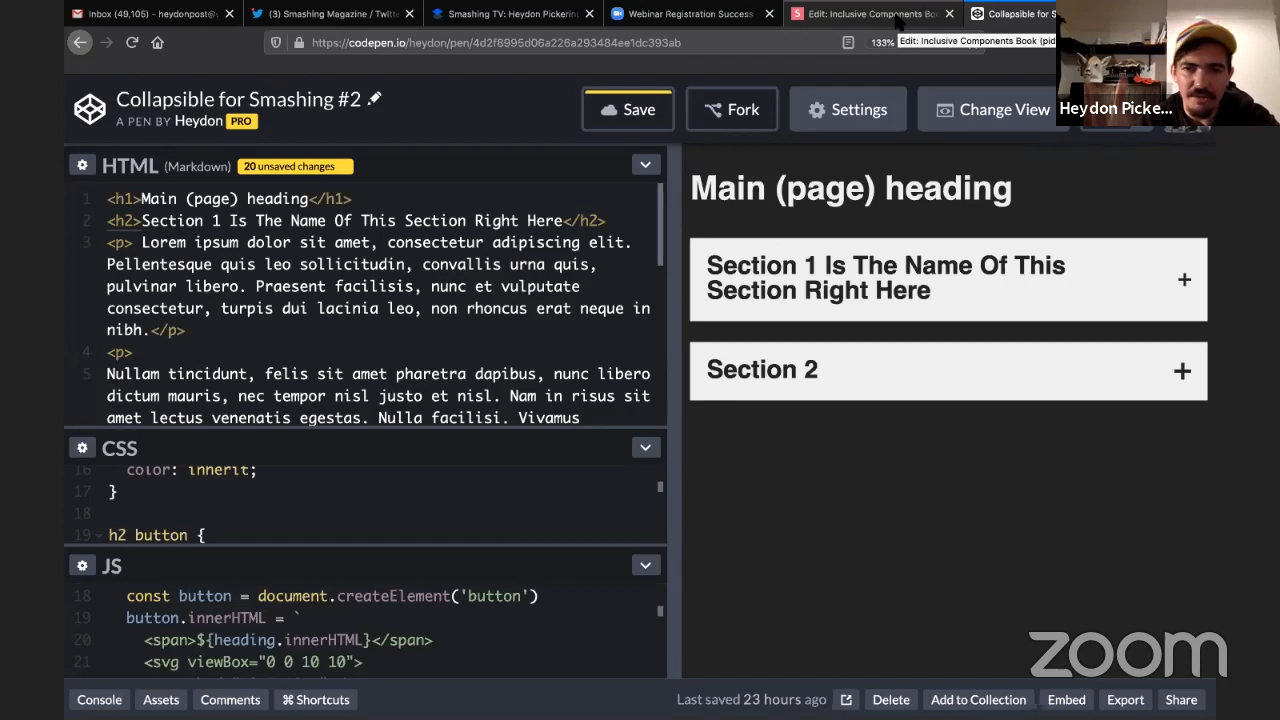 Inbox (49,105) - heydonpost@g
(3) Smashing Magazine / Twitte
Smashing TV: Heydon Pickering
Webinar Registration Success
Edit: Inclusive Components Bo
Collapsible for S
https://codepen.io/heydon/pen/4d2f8995d06a226a293484ee1dc393ab
133%
Edit: Inclusive Components Book (pid
Heydon Picke...
Collapsible for Smashing #2
A PEN BY Heydon PRO
Save
Fork
Settings
Change View
HTML (Markdown) 20 unsaved changes
1 <h1>Main (page) heading</h1>
2 <h2>Section 1 Is The Name Of This Section Right Here</h2>
3 <p> Lorem ipsum dolor sit amet, consectetur adipiscing elit.
Pellentesque quis leo sollicitudin, convallis urna quis,
pulvinar libero. Praesent facilisis, nunc et vulputate
consectetur, turpis dui lacinia leo, non rhoncus erat neque in
nibh.</p>
4 <p>
5 Nullam tincidunt, felis sit amet pharetra dapibus, nunc libero
dictum mauris, nec tempor nisl justo et nisl. Nam in risus sit
amet lectus venenatis egestas. Nulla facilisi. Vivamus
CSS
16 color: inherit;
17 }
18
19 h2 button {
JS
18 const button = document.createElement('button')
19 button.innerHTML = `
20 <span>${heading.innerHTML}</span>
21 <svg viewBox="0 0 10 10">
Main (page) heading
Section 1 Is The Name Of This
Section Right Here
+
Section 2
+
zoom
Console
Assets
Comments
⌘ Shortcuts
Last saved 23 hours ago
Delete
Add to Collection
Embed
Export
Share